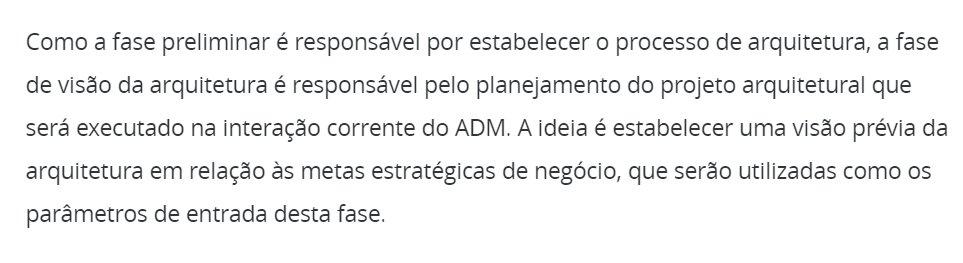 Como a fase preliminar é responsável por estabelecer o processo de arquitetura, a fase
de visão da arquitetura é responsável pelo planejamento do projeto arquitetural que
será executado na interação corrente do ADM. A ideia é estabelecer uma visão prévia da
arquitetura em relação às metas estratégicas de negócio, que serão utilizadas como os
parâmetros de entrada desta fase.